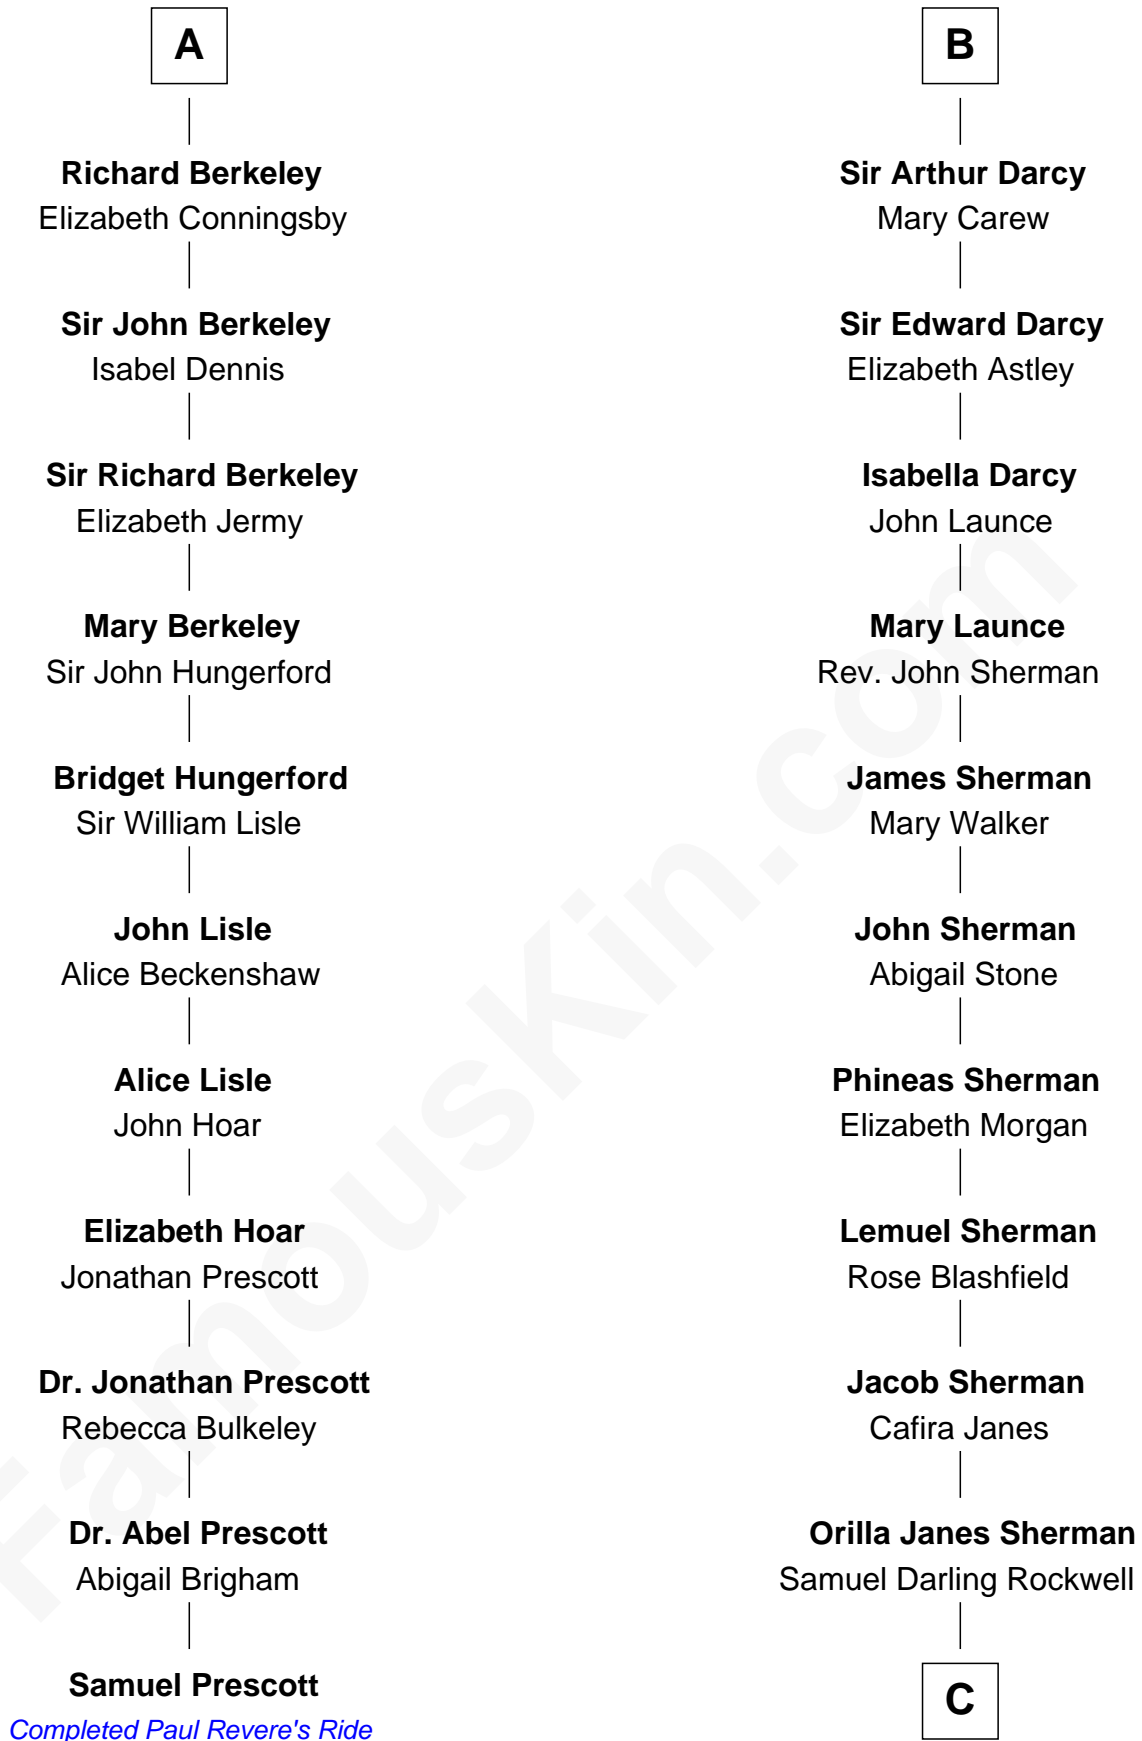 A
Richard Berkeley
Elizabeth Conningsby
Sir John Berkeley
Isabel Dennis
Sir Richard Berkeley
Elizabeth Jermy
Mary Berkeley
Sir John Hungerford
Bridget Hungerford
Sir William Lisle
John Lisle
Alice Beckenshaw
Alice Lisle
John Hoar
Elizabeth Hoar
Jonathan Prescott
Dr. Jonathan Prescott
Rebecca Bulkeley
Dr. Abel Prescott
Abigail Brigham
Samuel Prescott
Completed Paul Revere's Ride
B
Sir Arthur Darcy
Mary Carew
Sir Edward Darcy
Elizabeth Astley
Isabella Darcy
John Launce
Mary Launce
Rev. John Sherman
James Sherman
Mary Walker
John Sherman
Abigail Stone
Phineas Sherman
Elizabeth Morgan
Lemuel Sherman
Rose Blashfield
Jacob Sherman
Cafira Janes
Orilla Janes Sherman
Samuel Darling Rockwell
C
FamousKin.com